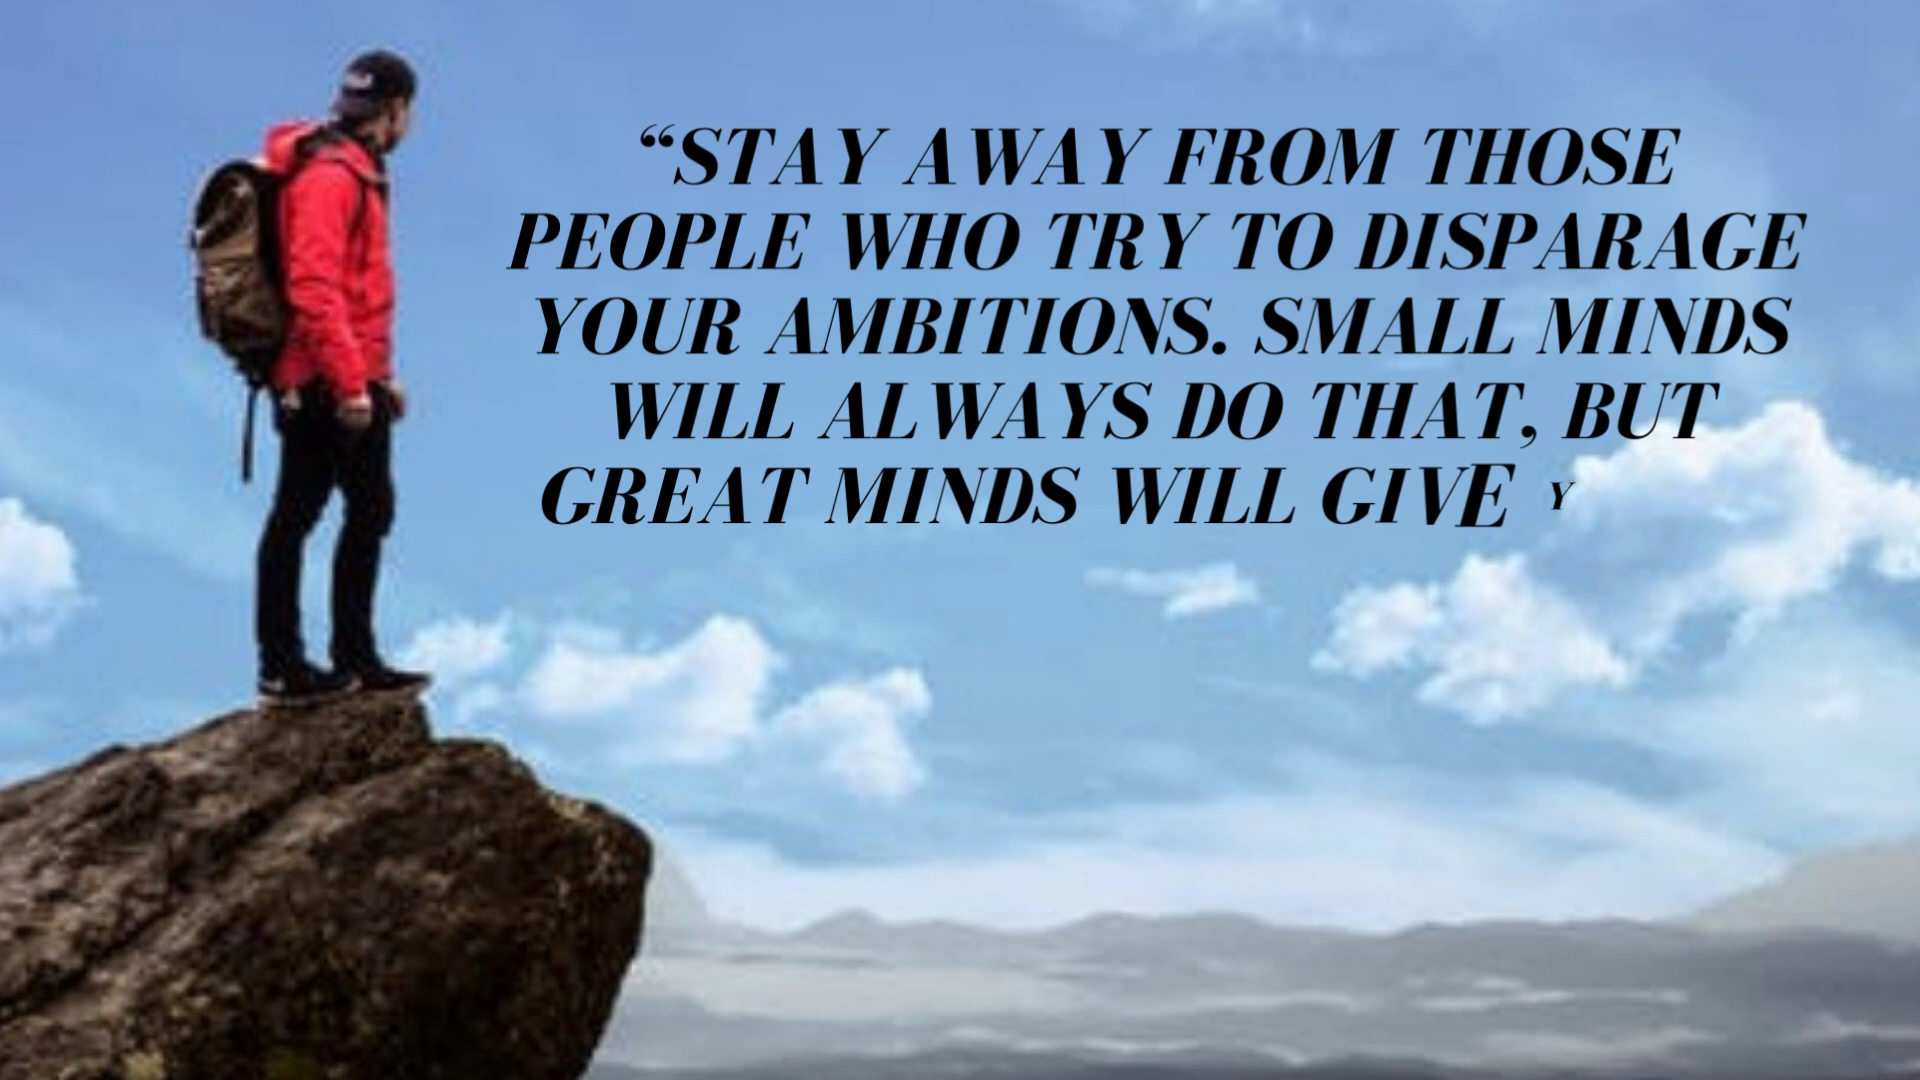 “STAY AWAY FROM THOSE
PEOPLE WHO TRY TO DISPARAGE
YOUR AMBITIONS. SMALL MINDS
WILL ALWAYS DO THAT, BUT
GREAT MINDS WILL GIVE Y